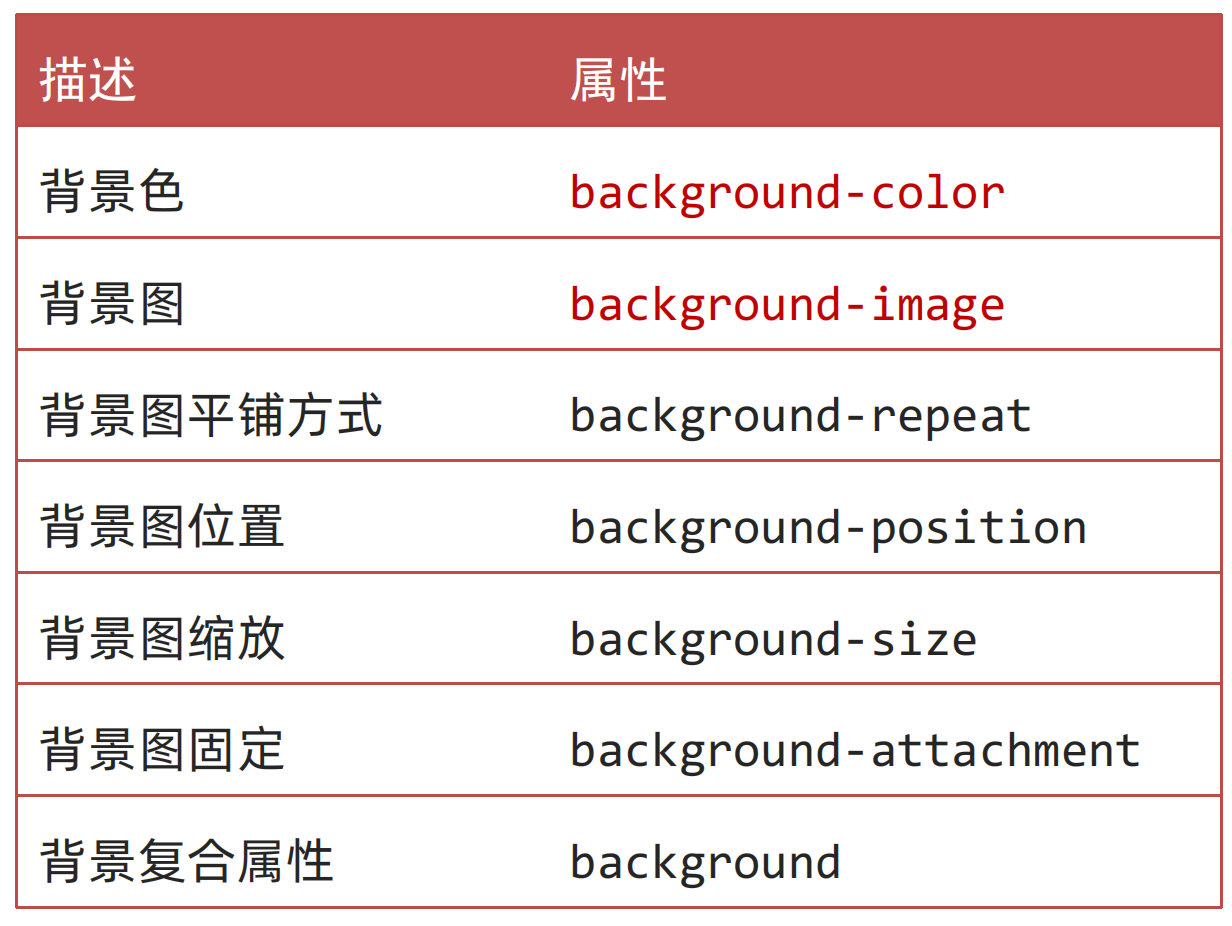 描述 属性
背景色 background-color
背景图 background-image
背景图平铺方式 background-repeat
背景图位置 background-position
背景图缩放 background-size
背景图固定 background-attachment
背景复合属性 background